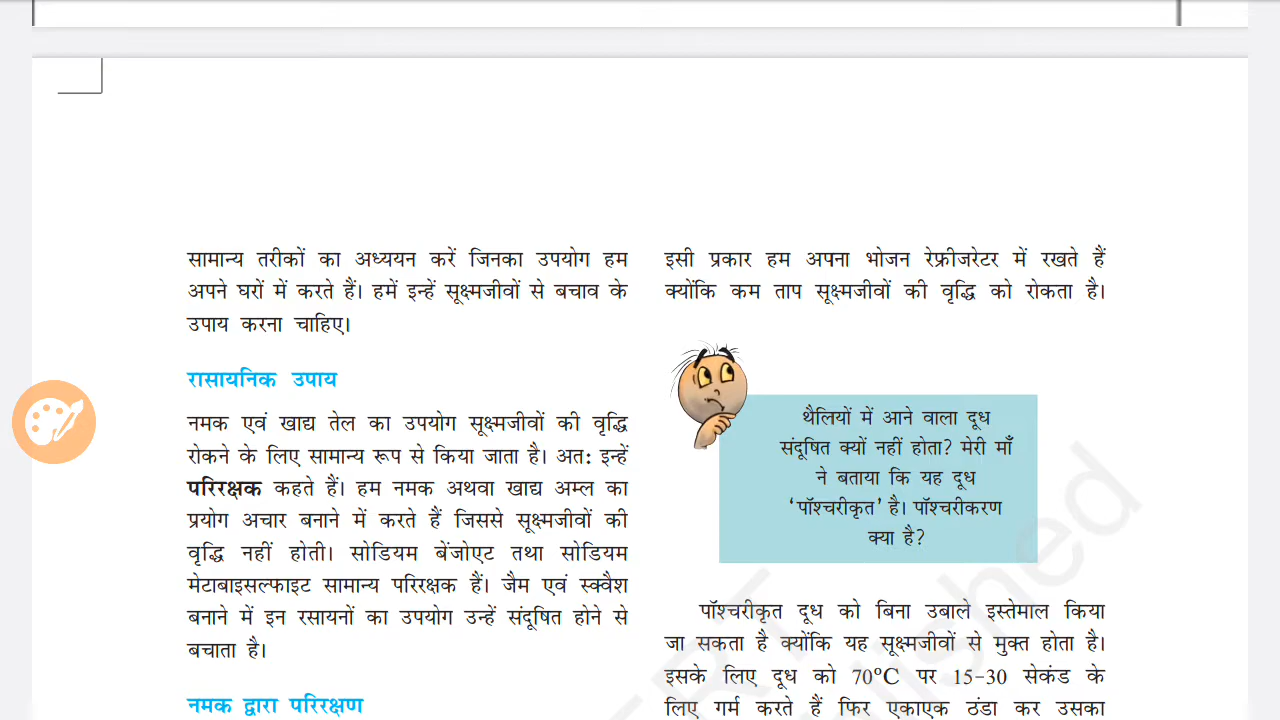 सामान्य तरीकों का अध्ययन करें जिनका उपयोग हम
अपने घरों में करते हैं। हमें इन्हें सूक्ष्मजीवों से बचाव के
उपाय करना चाहिए।
रासायनिक उपाय
नमक एवं खाद्य तेल का उपयोग सूक्ष्मजीवों की वृद्धि
रोकने के लिए सामान्य रूप से किया जाता है। अत: इन्हें
परिरक्षक कहते हैं। हम नमक अथवा खाद्य अम्ल का
प्रयोग अचार बनाने में करते हैं जिससे सूक्ष्मजीवों की
वृद्धि नहीं होती। सोडियम बेंजोएट तथा सोडियम
मेटाबाइसल्फाइट सामान्य परिरक्षक हैं। जैम एवं स्क्वैश
बनाने में इन रसायनों का उपयोग उन्हें संदूषित होने से
बचाता है।
नमक द्वारा परिरक्षण
इसी प्रकार हम अपना भोजन रेफ्रीजरेटर में रखते हैं
क्योंकि कम ताप सूक्ष्मजीवों की वृद्धि को रोकता है।
थैलियों में आने वाला दूध
संदूषित क्यों नहीं होता? मेरी माँ
ने बताया कि यह दूध
‘पॉश्चरीकृत’ है। पॉश्चरीकरण
क्या है?
पॉश्चरीकृत दूध को बिना उबाले इस्तेमाल किया
जा सकता है क्योंकि यह सूक्ष्मजीवों से मुक्त होता है।
इसके लिए दूध को 70°C पर 15-30 सेकंड के
लिए गर्म करते हैं फिर एकाएक ठंडा कर उसका